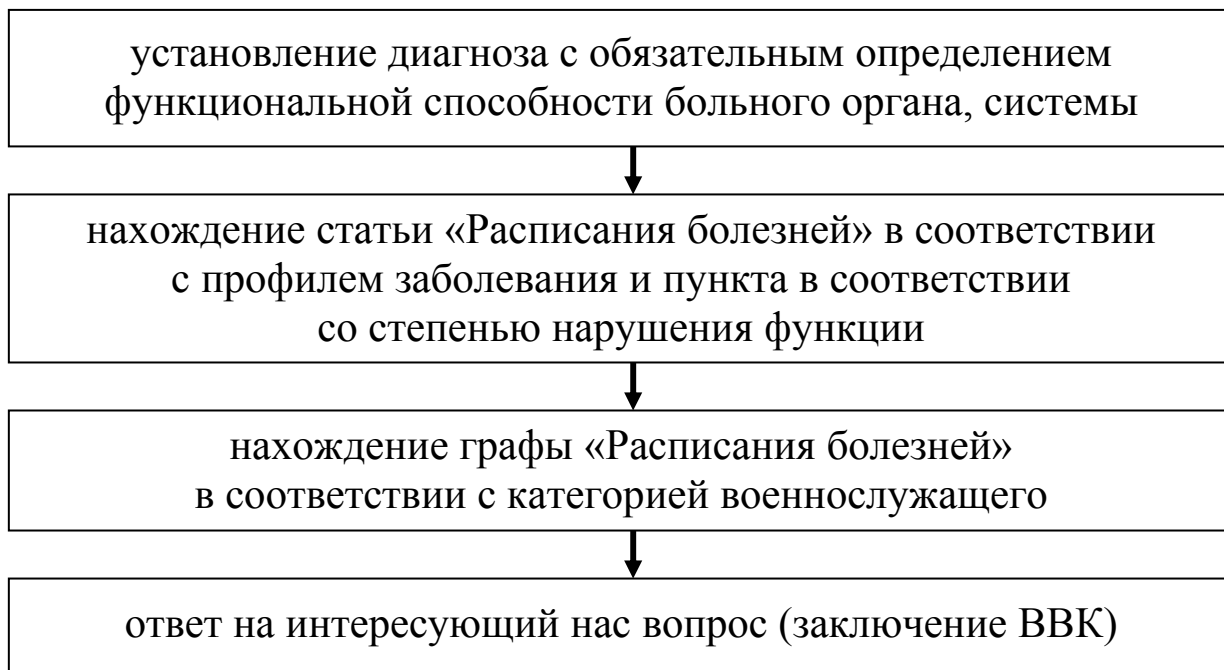 установление диагноза с обязательным определением
функциональной способности больного органа, системы
нахождение статьи «Расписания болезней» в соответствии
с профилем заболевания и пункта в соответствии
со степенью нарушения функции
нахождение графы «Расписания болезней»
в соответствии с категорией военнослужащего
ответ на интересующий нас вопрос (заключение ВВК)